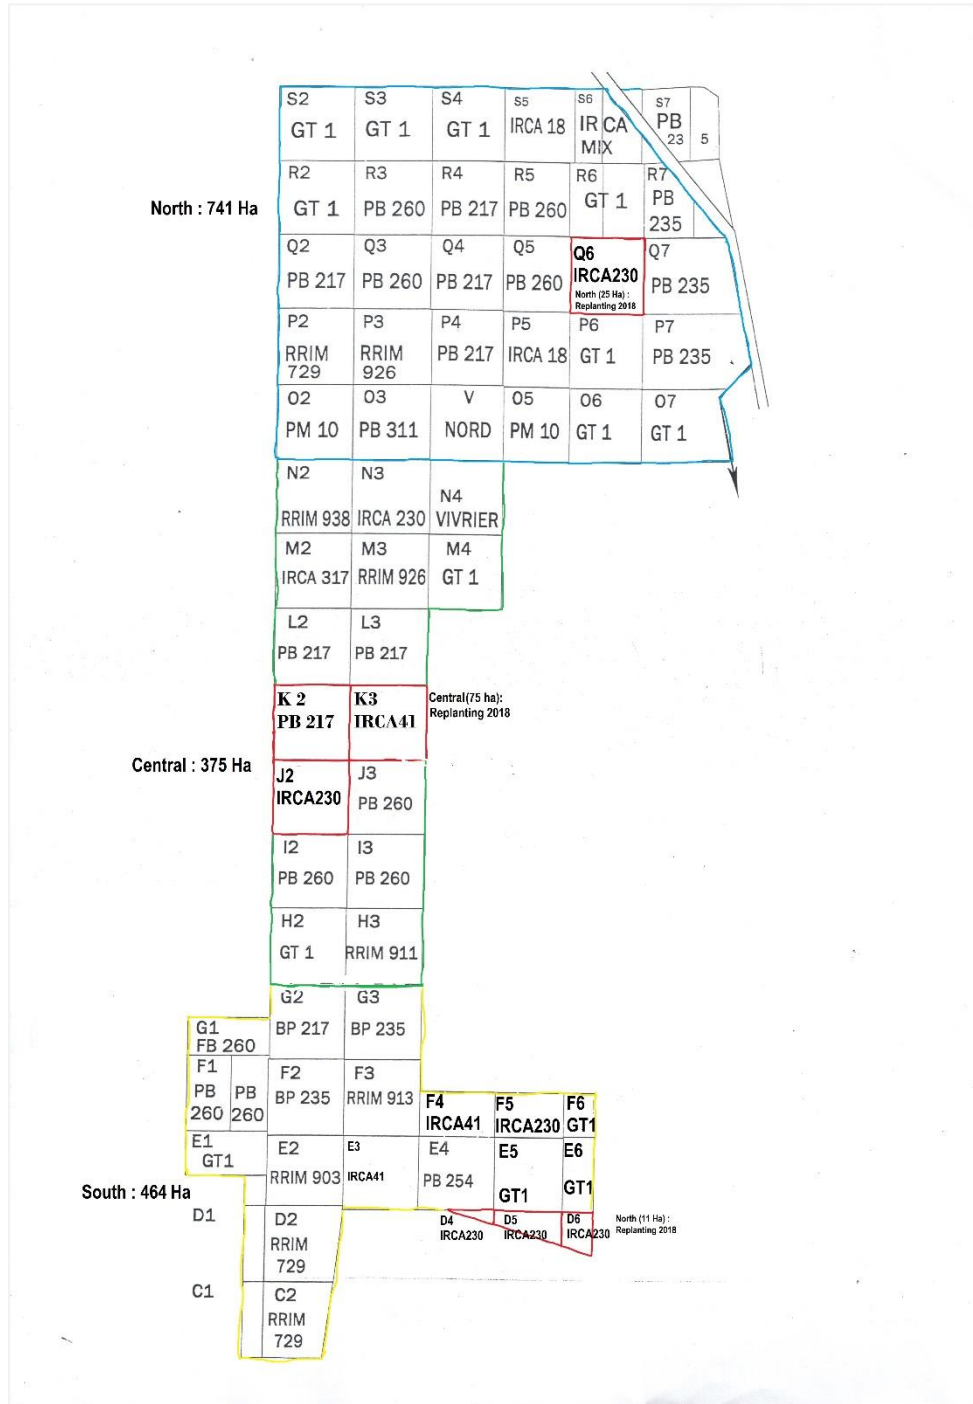 S2 S3 S4 S5 S6 S7
GT 1 GT 1 GT 1 IRCA 18 IR CA MIX PB 23 5
North : 741 Ha
R2 R3 R4 R5 R6 R7
GT 1 PB 260 PB 217 PB 260 GT 1 PB 235
Q2 Q3 Q4 Q5 Q6 Q7
PB 217 PB 260 PB 217 PB 260 IRCA230 PB 235
North (25 Ha) :
Replanting 2018
P2 P3 P4 P5 P6 P7
RRIM 729 RRIM 926 PB 217 IRCA 18 GT 1 PB 235
O2 O3 V O5 O6 O7
PM 10 PB 311 NORD PM 10 GT 1 GT 1
N2 N3 N4
RRIM 938 IRCA 230 VIVRIER
M2 M3 M4
IRCA 317 RRIM 926 GT 1
L2 L3
PB 217 PB 217
K 2 K3
PB 217 IRCA41
Central(75 ha):
Replanting 2018
Central : 375 Ha
J2 J3
IRCA230 PB 260
I2 I3
PB 260 PB 260
H2 H3
GT 1 RRIM 911
G2 G3
BP 217 BP 235
G1
FB 260
F1
PB 260 PB 260
F2 F3
BP 235 RRIM 913
F4 F5 F6
IRCA41 IRCA230 GT1
E1
GT1
E2 E3 E4 E5 E6
RRIM 903 IRCA41 PB 254 GT1 GT1
South : 464 Ha
D1 D2
RRIM
729
D4 D5 D6
IRCA230 IRCA230 IRCA230
North (11 Ha) :
Replanting 2018
C1 C2
RRIM
729